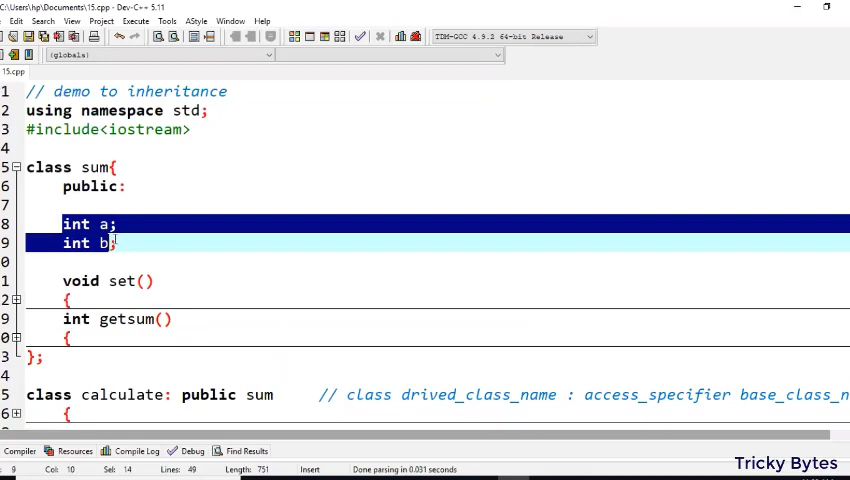 C:\Users\hp\Documents\15.cpp - Dev-C++ 5.11
Edit Search View Project Execute Tools AStyle Window Help
TDM-GCC 4.9.2 64-bit Release
(globals)
15.cpp
1 // demo to inheritance
2 using namespace std;
3 #include<iostream>
4
5 class sum{
6 public:
7
8 int a;
9 int b;
0
1 void set()
2 {
9 int getsum()
0 {
3 };
4
5 class calculate: public sum // class drived_class_name : access_specifier base_class_n
6 {
Compiler Resources Compile Log Debug Find Results
9 Col: 10 Sel: 14 Lines: 49 Length: 751 Insert Done parsing in 0.031 seconds
Tricky Bytes